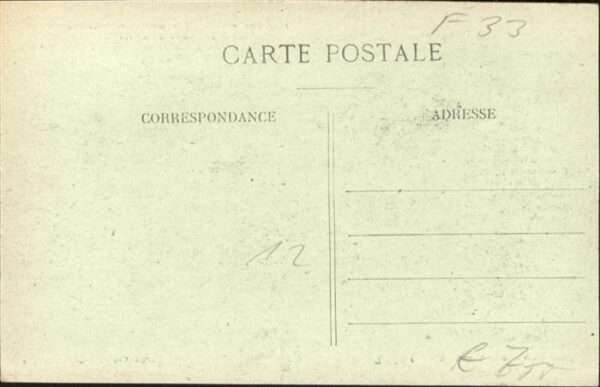 F 33
CARTE POSTALE
CORRESPONDANCE
ADRESSE
12